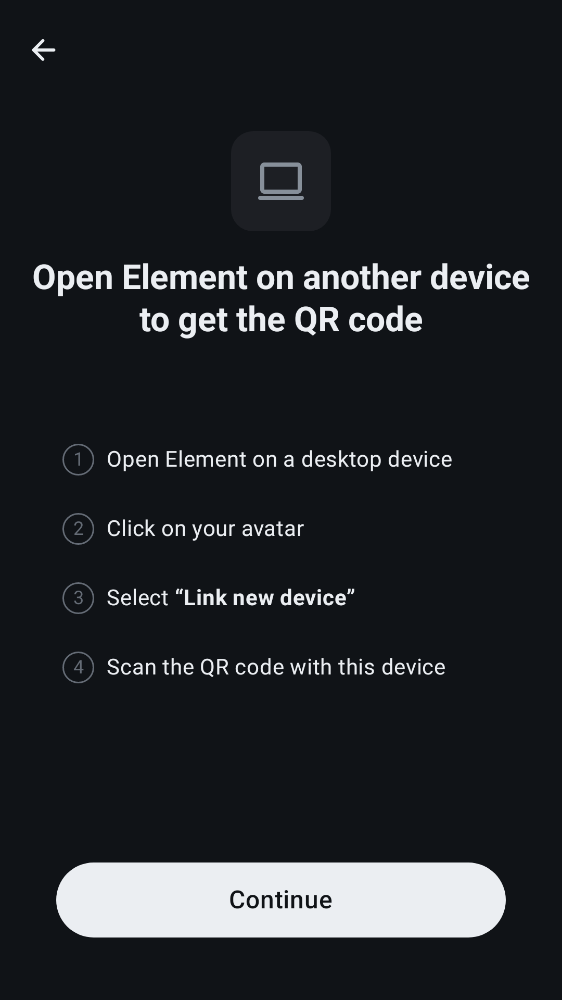 Open Element on another device
to get the QR code
1 Open Element on a desktop device
2 Click on your avatar
3 Select “Link new device”
4 Scan the QR code with this device
Continue